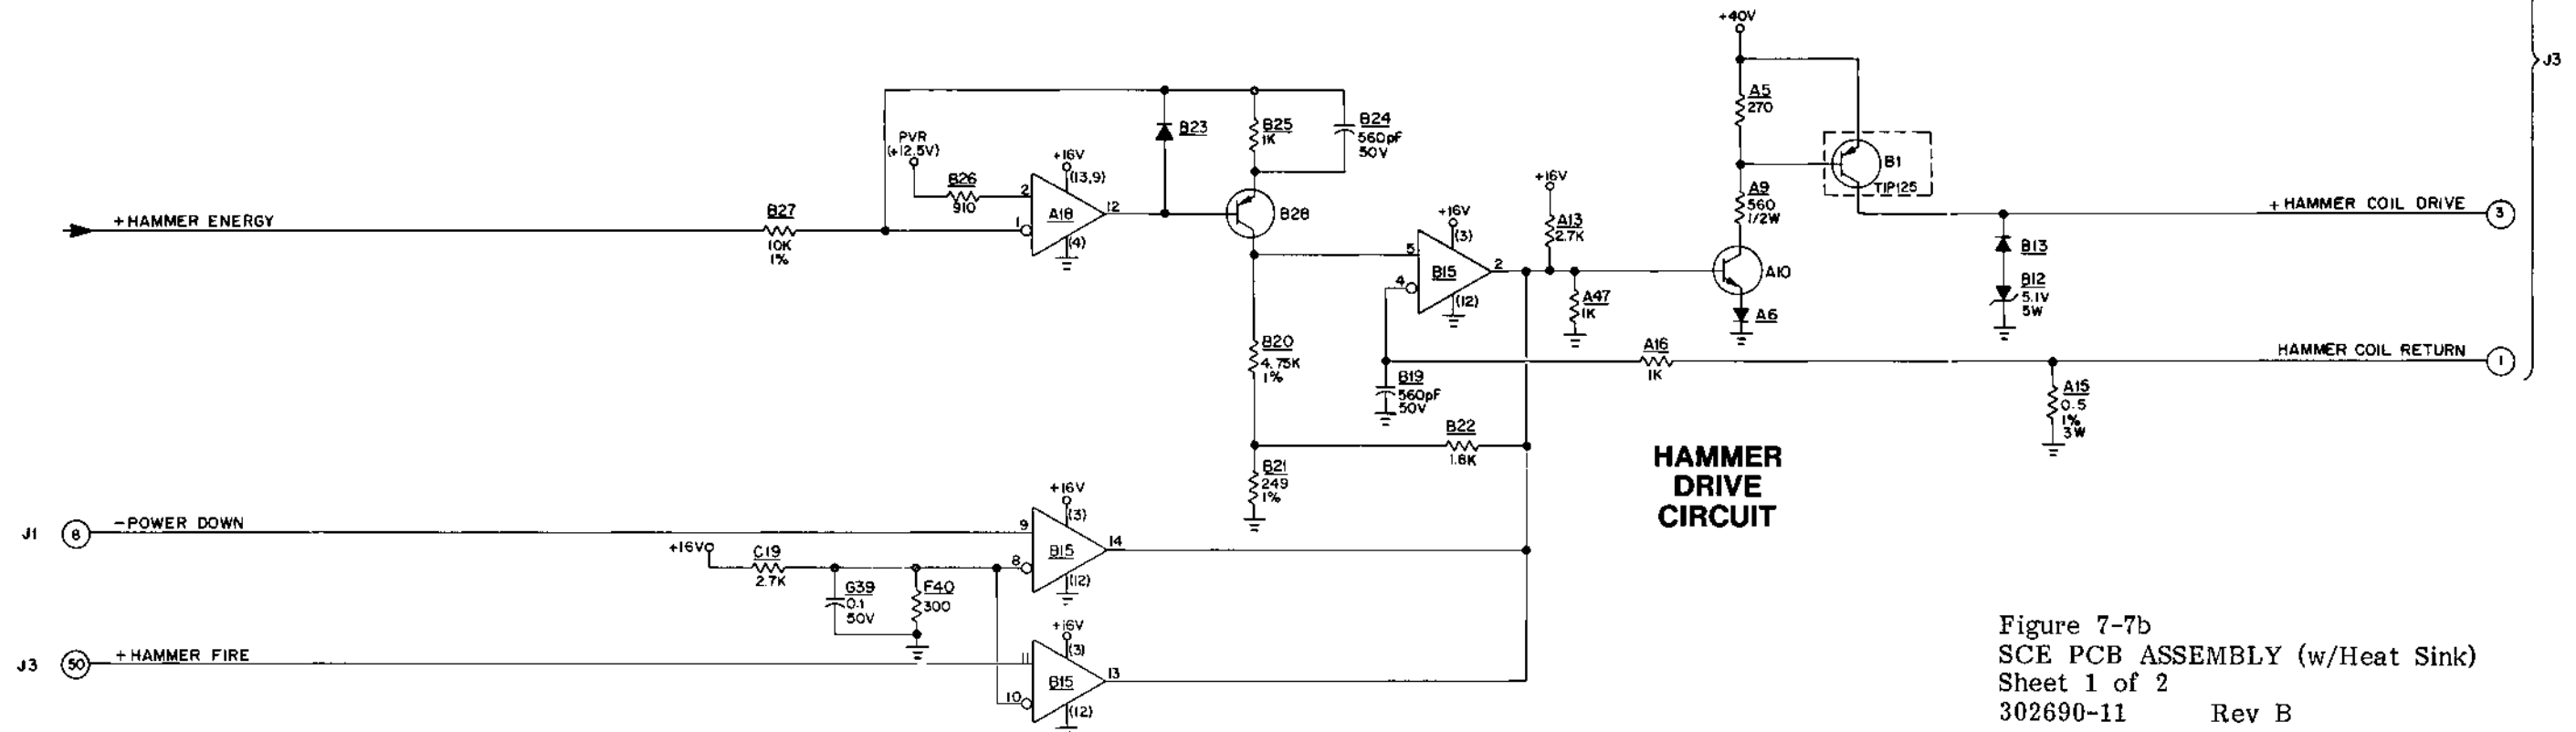 +40V
J3
A5
270
B1
TIP125
A9
560
1/2W
+ HAMMER COIL DRIVE
3
B23
B25
1K
B24
560pF
50V
PVR
(+12.5V)
B26
910
+16V
(13,9)
2
1
A18
12
(4)
B28
+ HAMMER ENERGY
B27
10K
1%
+16V
A13
2.7K
+16V
(3)
5
4
B15
2
(12)
A47
1K
A10
A6
B13
B12
5.1V
5W
B20
4.75K
1%
B19
560pF
50V
A16
1K
HAMMER COIL RETURN
1
A15
0.5
1%
3W
B22
1.8K
B21
249
1%
HAMMER
DRIVE
CIRCUIT
J1
8
-POWER DOWN
+16V
(3)
9
8
B15
14
(12)
+16V
C19
2.7K
G39
0.1
50V
F40
300
J3
50
+ HAMMER FIRE
+16V
(3)
11
10
B15
13
(12)
Figure 7-7b
SCE PCB ASSEMBLY (w/Heat Sink)
Sheet 1 of 2
302690-11 Rev B